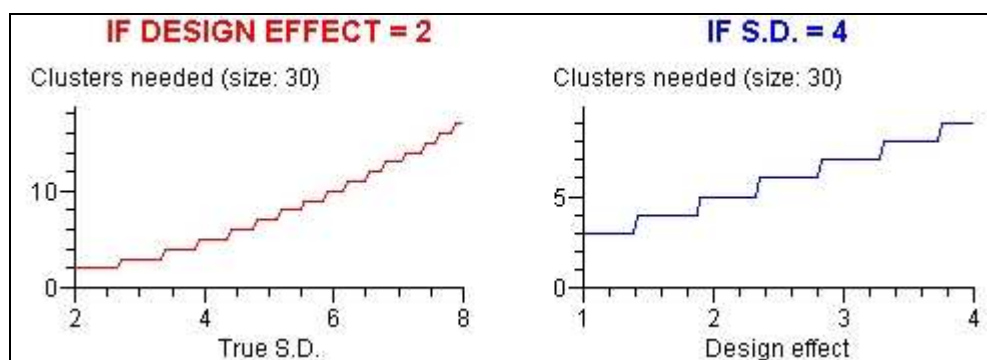 IF DESIGN EFFECT = 2
Clusters needed (size: 30)
10
0
2 4 6 8
True S.D.
IF S.D. = 4
Clusters needed (size: 30)
5
0
1 2 3 4
Design effect